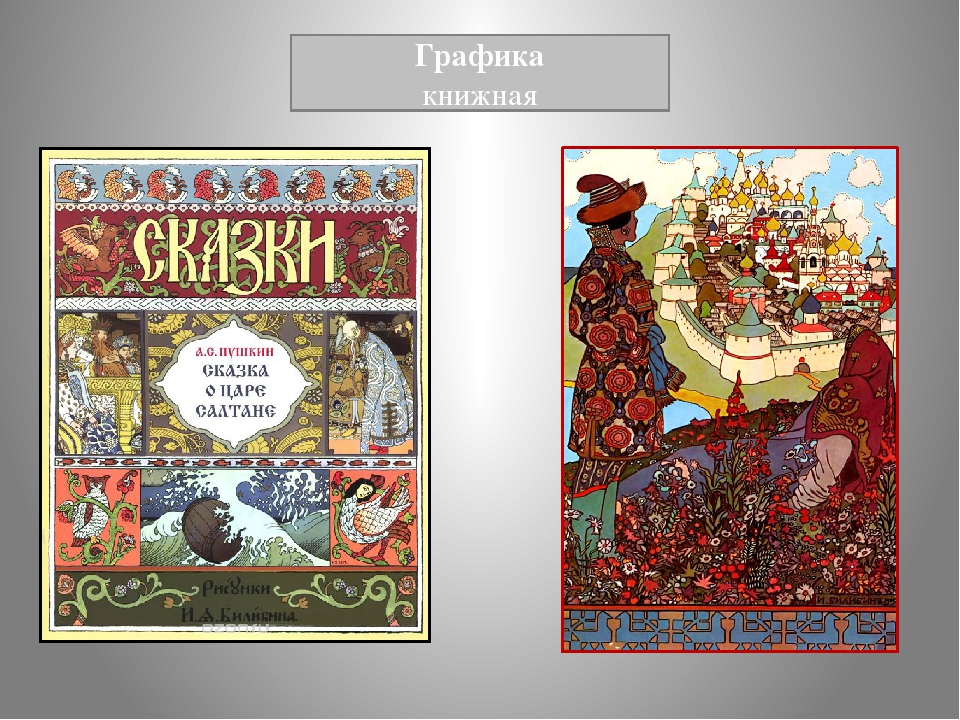 Графика
книжная
СКАЗКИ
А.С. ПУШКИН
СКАЗКА
О ЦАРЕ
САЛТАНЕ
Рисунки
И.Я. Билибина
И. БИЛИБИНЪ